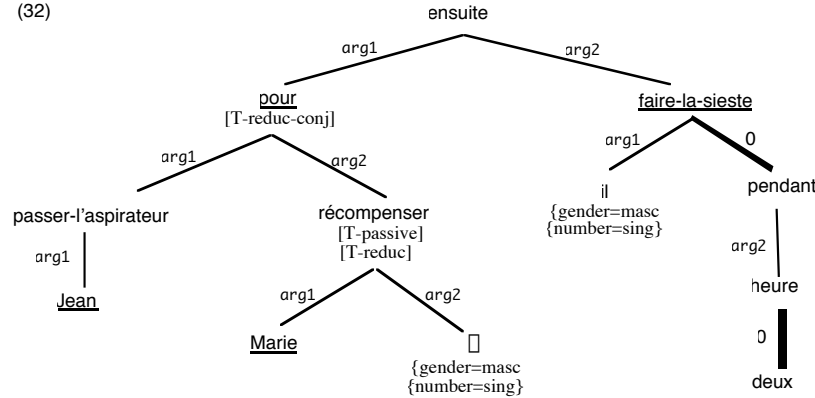 (32)
ensuite
arg1
arg2
pour
[T-reduc-conj]
faire-la-sieste
arg1
arg2
arg1
0
passer-l'aspirateur
récompenser
[T-passive]
[T-reduc]
il
{gender=masc
{number=sing}
pendant
arg1
arg2
Jean
arg1
arg2
heure
Marie
{gender=masc
{number=sing}
0
deux